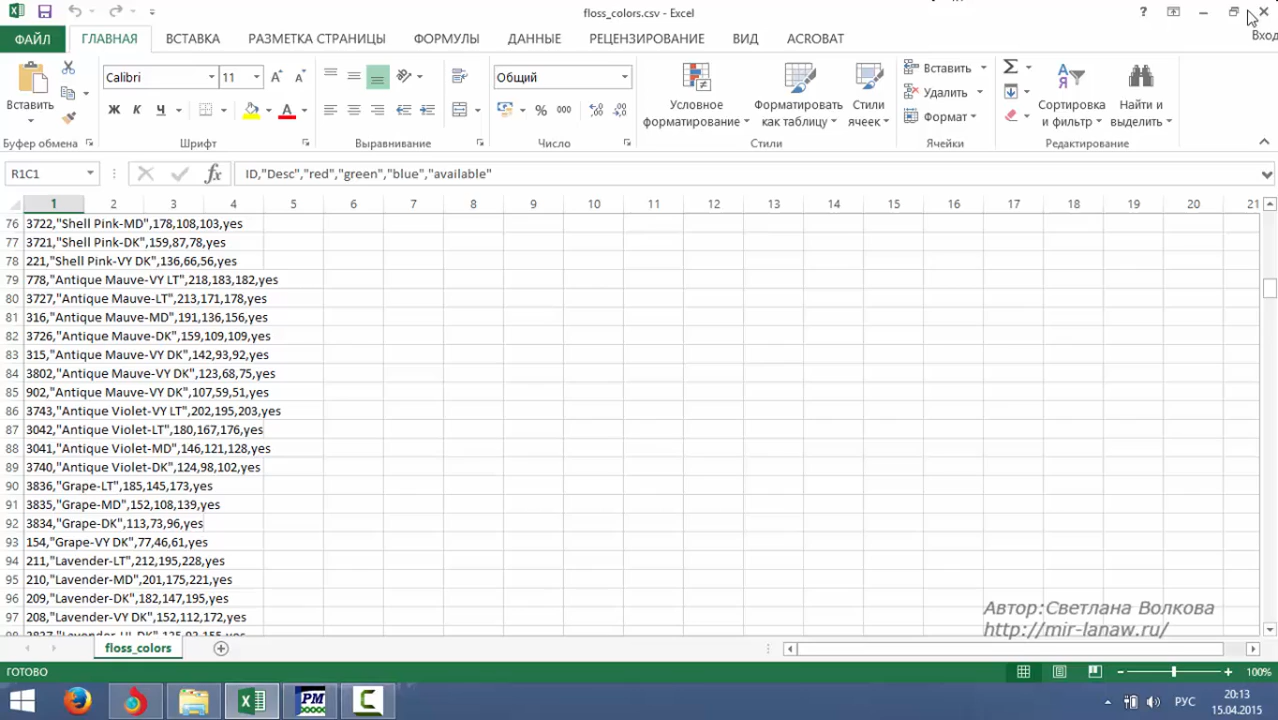 floss_colors.csv - Excel
?
Вход
ФАЙЛ ГЛАВНАЯ ВСТАВКА РАЗМЕТКА СТРАНИЦЫ ФОРМУЛЫ ДАННЫЕ РЕЦЕНЗИРОВАНИЕ ВИД ACROBAT
Вставить
Буфер обмена
Calibri 11
Ж К Ч А
Шрифт
Выравнивание
Общий
% 000
Число
Условное форматирование
Форматировать как таблицу
Стили ячеек
Стили
Вставить
Удалить
Формат
Ячейки
Сортировка и фильтр
Найти и выделить
Редактирование
R1C1 fx ID,"Desc","red","green","blue","available"
1 2 3 4 5 6 7 8 9 10 11 12 13 14 15 16 17 18 19 20 21
76 3722,"Shell Pink-MD",178,108,103,yes
77 3721,"Shell Pink-DK",159,87,78,yes
78 221,"Shell Pink-VY DK",136,66,56,yes
79 778,"Antique Mauve-VY LT",218,183,182,yes
80 3727,"Antique Mauve-LT",213,171,178,yes
81 316,"Antique Mauve-MD",191,136,156,yes
82 3726,"Antique Mauve-DK",159,109,109,yes
83 315,"Antique Mauve-VY DK",142,93,92,yes
84 3802,"Antique Mauve-VY DK",123,68,75,yes
85 902,"Antique Mauve-VY DK",107,59,51,yes
86 3743,"Antique Violet-VY LT",202,195,203,yes
87 3042,"Antique Violet-LT",180,167,176,yes
88 3041,"Antique Violet-MD",146,121,128,yes
89 3740,"Antique Violet-DK",124,98,102,yes
90 3836,"Grape-LT",185,145,173,yes
91 3835,"Grape-MD",152,108,139,yes
92 3834,"Grape-DK",113,73,96,yes
93 154,"Grape-VY DK",77,46,61,yes
94 211,"Lavender-LT",212,195,228,yes
95 210,"Lavender-MD",201,175,221,yes
96 209,"Lavender-DK",182,147,195,yes
97 208,"Lavender-VY DK",152,112,172,yes
Автор:Светлана Волкова
http://mir-lanaw.ru/
floss_colors
ГОТОВО
100%
PM
РУС
20:13
15.04.2015